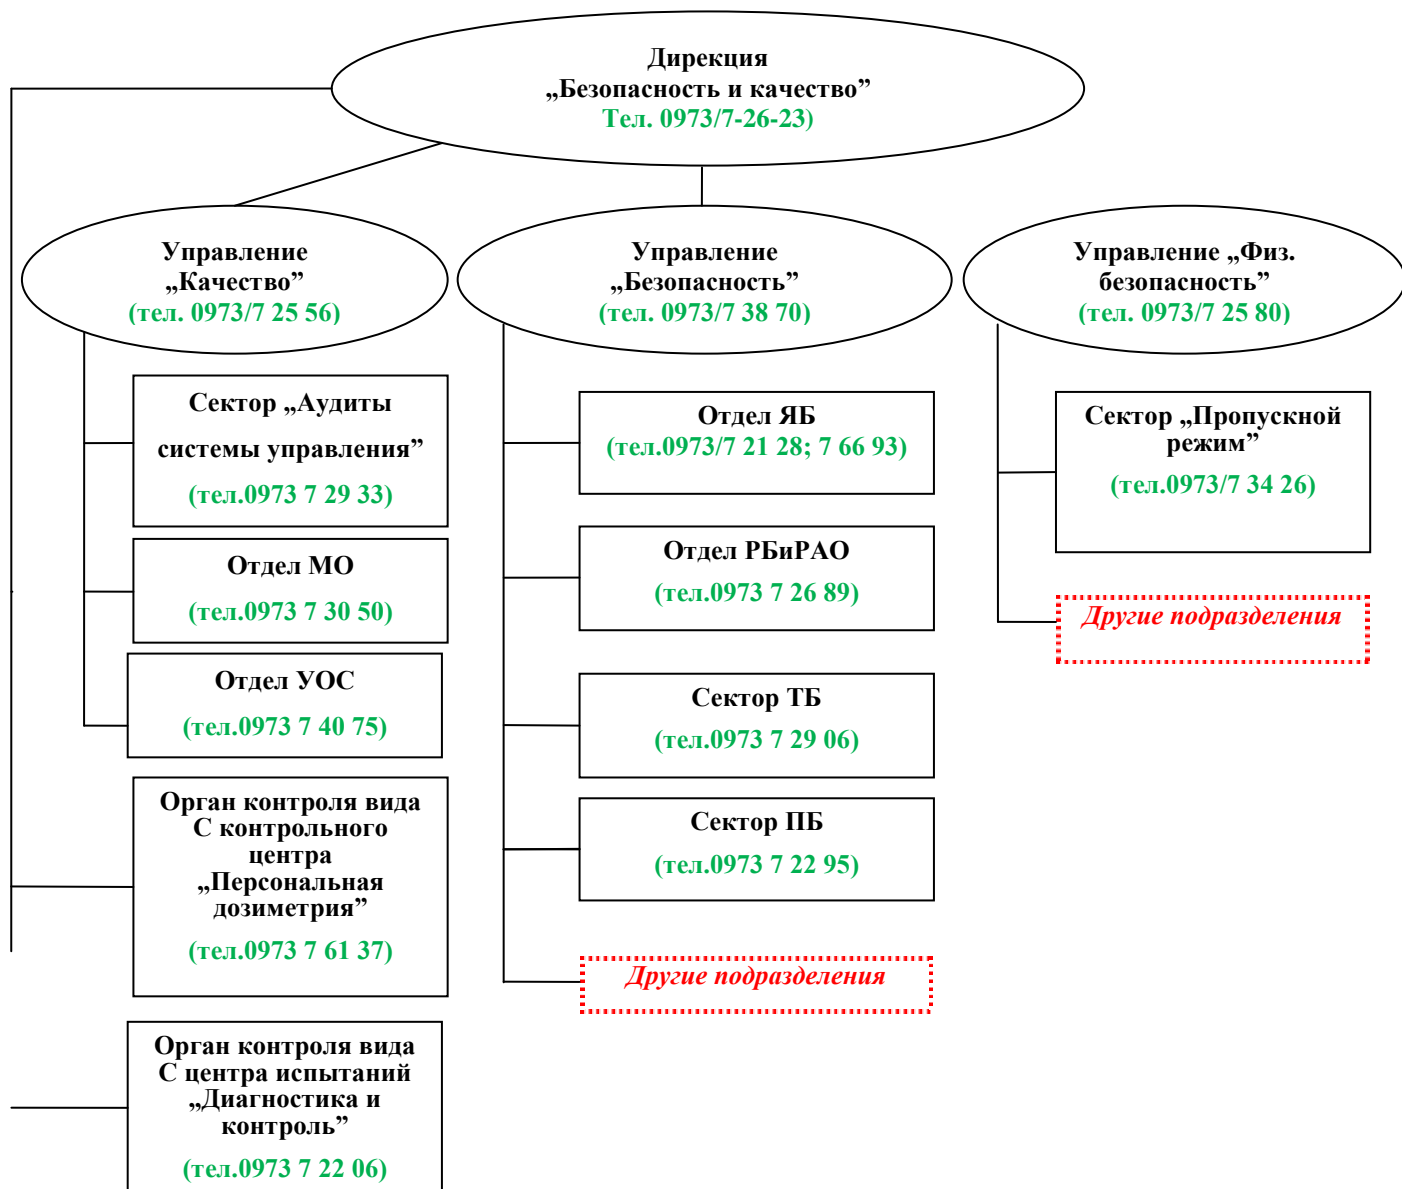 Дирекция
„Безопасность и качество”
Тел. 0973/7-26-23)
Управление
„Качество”
(тел. 0973/7 25 56)
Управление
„Безопасность”
(тел. 0973/7 38 70)
Управление „Физ.
безопасность”
(тел. 0973/7 25 80)
Сектор „Аудиты
системы управления”
(тел.0973 7 29 33)
Отдел МО
(тел.0973 7 30 50)
Отдел УОС
(тел.0973 7 40 75)
Орган контроля вида
С контрольного
центра
„Персональная
дозиметрия”
(тел.0973 7 61 37)
Орган контроля вида
С центра испытаний
„Диагностика и
контроль”
(тел.0973 7 22 06)
Отдел ЯБ
(тел.0973/7 21 28; 7 66 93)
Отдел РБиРАО
(тел.0973 7 26 89)
Сектор ТБ
(тел.0973 7 29 06)
Сектор ПБ
(тел.0973 7 22 95)
Другие подразделения
Сектор „Пропускной
режим”
(тел.0973/7 34 26)
Другие подразделения